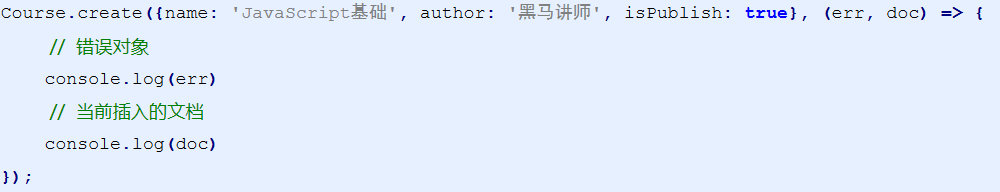 Course.create({name: 'JavaScript基础', author: '黑马讲师', isPublish: true}, (err, doc) => {
    // 错误对象
    console.log(err)
    // 当前插入的文档
    console.log(doc)
});